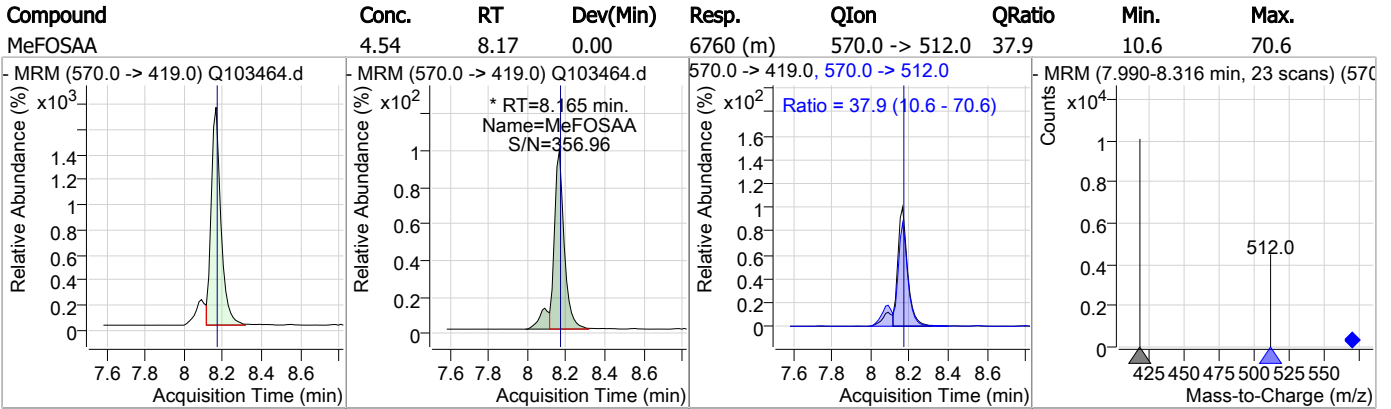 Compound Conc. RT Dev(Min) Resp. QIon QRatio Min. Max.
MeFOSAA 4.54 8.17 0.00 6760 (m) 570.0 -> 512.0 37.9 10.6 70.6
- MRM (570.0 -> 419.0) Q103464.d
Relative Abundance (%)
x10³
1.4
1.2
1
0.8
0.6
0.4
0.2
0
7.6 7.8 8 8.2 8.4 8.6
Acquisition Time (min)
- MRM (570.0 -> 419.0) Q103464.d
Relative Abundance (%)
x10²
* RT=8.165 min.
Name=MeFOSAA
S/N=356.96
1
0.8
0.6
0.4
0.2
0
7.6 7.8 8 8.2 8.4 8.6
Acquisition Time (min)
570.0 -> 419.0, 570.0 -> 512.0
Relative Abundance (%)
x10²
Ratio = 37.9 (10.6 - 70.6)
1.6
1.4
1.2
1
0.8
0.6
0.4
0.2
0
7.6 7.8 8 8.2 8.4 8.6
Acquisition Time (min)
- MRM (7.990-8.316 min, 23 scans) (570
Counts
x10⁴
1
0.8
0.6
0.4
0.2
0
512.0
425 450 475 500 525 550
Mass-to-Charge (m/z)